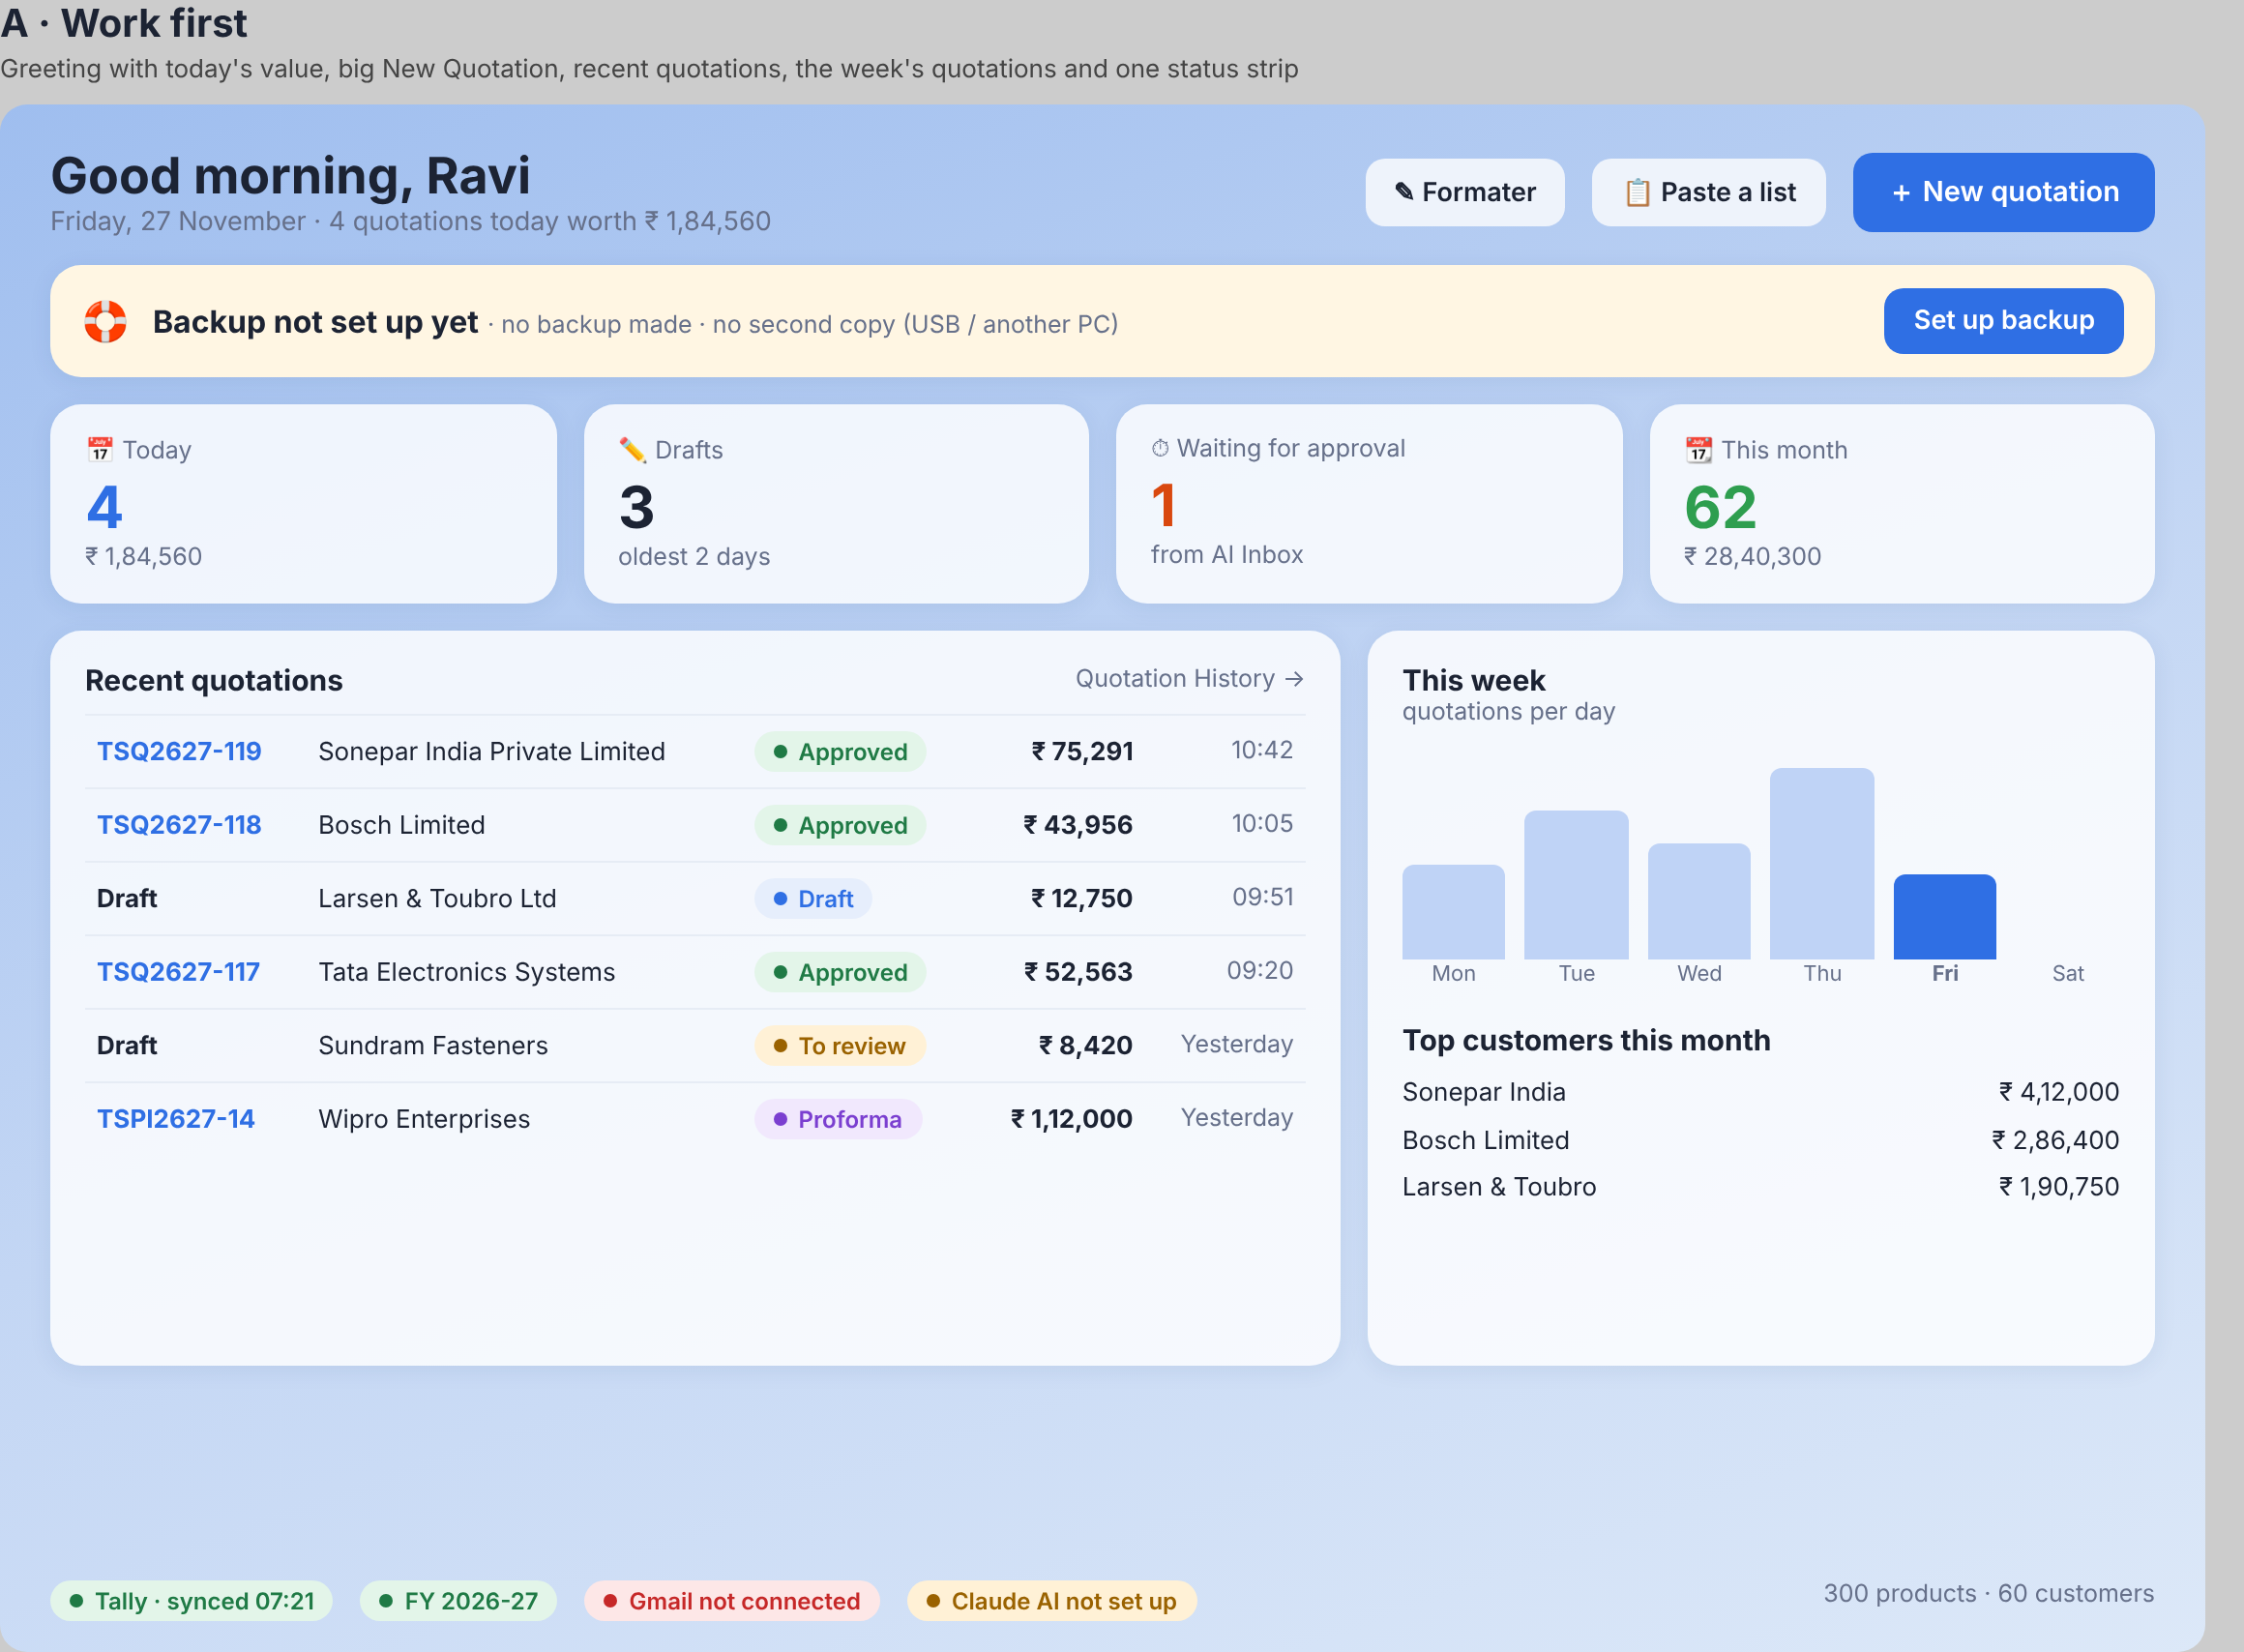 A · Work first
Greeting with today's value, big New Quotation, recent quotations, the week's quotations and one status strip
Good morning, Ravi
Friday, 27 November · 4 quotations today worth ₹ 1,84,560
✎ Formater
📋 Paste a list
+ New quotation
Backup not set up yet · no backup made · no second copy (USB / another PC)
Set up backup
📅 Today
4
₹ 1,84,560
✏️ Drafts
3
oldest 2 days
⏱ Waiting for approval
1
from AI Inbox
📆 This month
62
₹ 28,40,300
Recent quotations
Quotation History →
TSQ2627-119 Sonepar India Private Limited Approved ₹ 75,291 10:42
TSQ2627-118 Bosch Limited Approved ₹ 43,956 10:05
Draft Larsen & Toubro Ltd Draft ₹ 12,750 09:51
TSQ2627-117 Tata Electronics Systems Approved ₹ 52,563 09:20
Draft Sundram Fasteners To review ₹ 8,420 Yesterday
TSPI2627-14 Wipro Enterprises Proforma ₹ 1,12,000 Yesterday
This week
quotations per day
Mon Tue Wed Thu Fri Sat
Top customers this month
Sonepar India ₹ 4,12,000
Bosch Limited ₹ 2,86,400
Larsen & Toubro ₹ 1,90,750
Tally · synced 07:21
FY 2026-27
Gmail not connected
Claude AI not set up
300 products · 60 customers